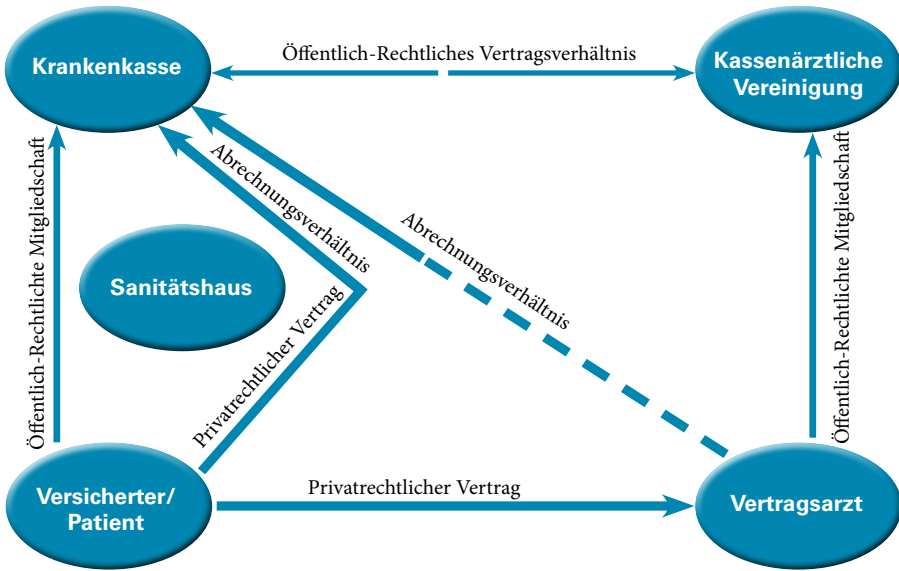 Krankenkasse
Öffentlich-Rechtliches Vertragsverhältnis
Kassenärztliche
Vereinigung
Öffentlich-Rechtlichte Mitgliedschaft
Abrechnungsverhältnis
Abrechnungsverhältnis
Öffentlich-Rechtlichte Mitgliedschaft
Sanitätshaus
Privatrechtlicher Vertrag
Versicherter/
Patient
Privatrechtlicher Vertrag
Vertragsarzt